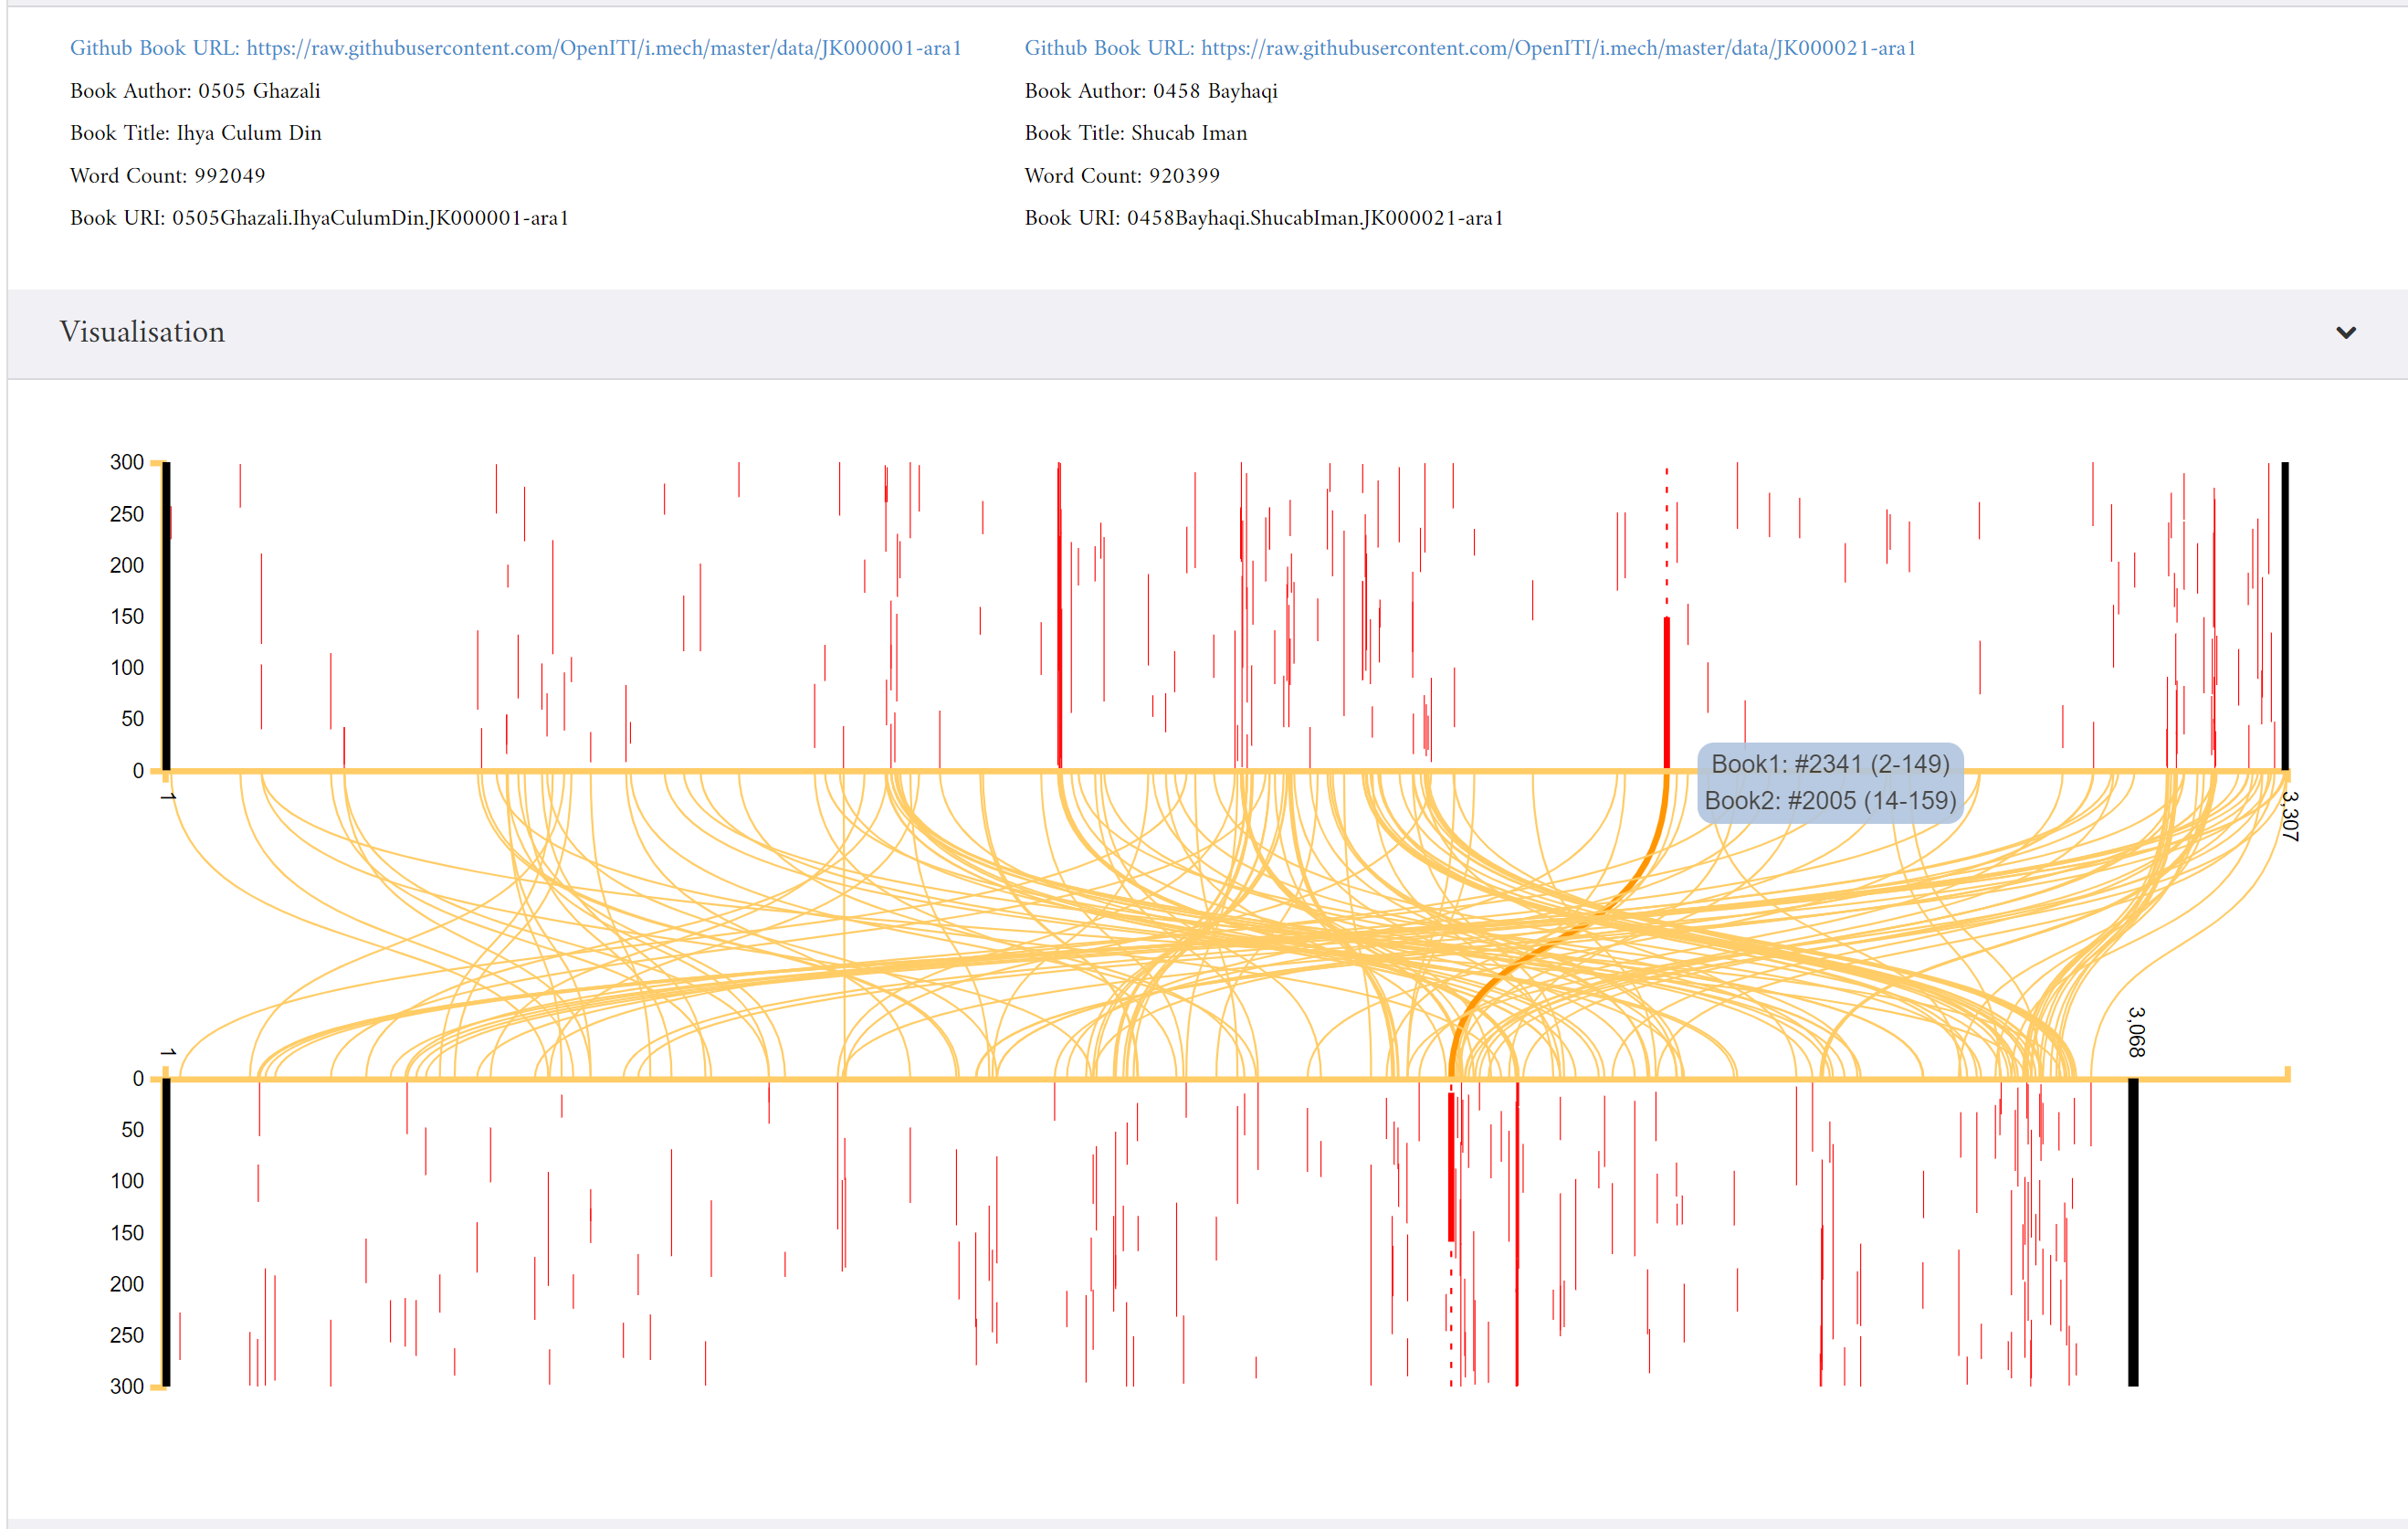 Github Book URL: https://raw.githubusercontent.com/OpenITI/i.mech/master/data/JK000001-ara1
Book Author: 0505 Ghazali
Book Title: Ihya Culum Din
Word Count: 992049
Book URI: 0505Ghazali.IhyaCulumDin.JK000001-ara1
Github Book URL: https://raw.githubusercontent.com/OpenITI/i.mech/master/data/JK000021-ara1
Book Author: 0458 Bayhaqi
Book Title: Shucab Iman
Word Count: 920399
Book URI: 0458Bayhaqi.ShucabIman.JK000021-ara1
Visualisation
300
250
200
150
100
50
0
1
3,307
Book1: #2341 (2-149)
Book2: #2005 (14-159)
1
3,068
0
50
100
150
200
250
300